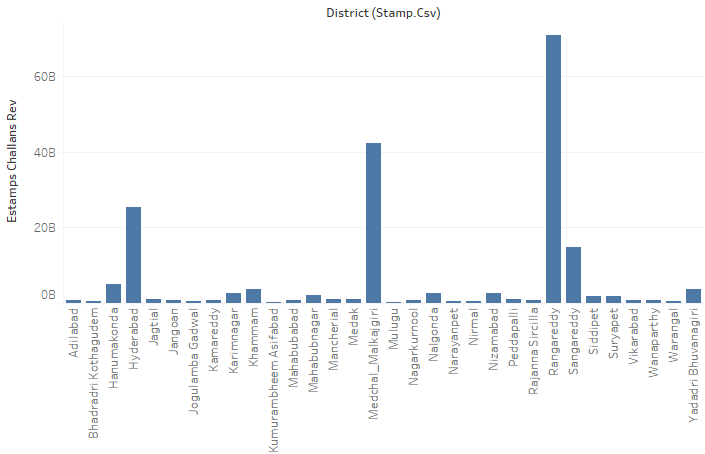 District (Stamp.Csv)
Estamps Challans Rev
60B
40B
20B
0B
Adilabad
Bhadradri Kothagudem
Hanumakonda
Hyderabad
Jagtial
Jangoan
Jogulamba Gadwal
Kamareddy
Karimnagar
Khammam
Kumurambheem Asifabad
Mahabubabad
Mahabubnagar
Mancherial
Medak
Medchal_Malkajgiri
Mulugu
Nagarkurnool
Nalgonda
Narayanpet
Nirmal
Nizamabad
Peddapalli
Rajanna Sircilla
Rangareddy
Sangareddy
Siddipet
Suryapet
Vikarabad
Wanaparthy
Warangal
Yadadri Bhuvanagiri